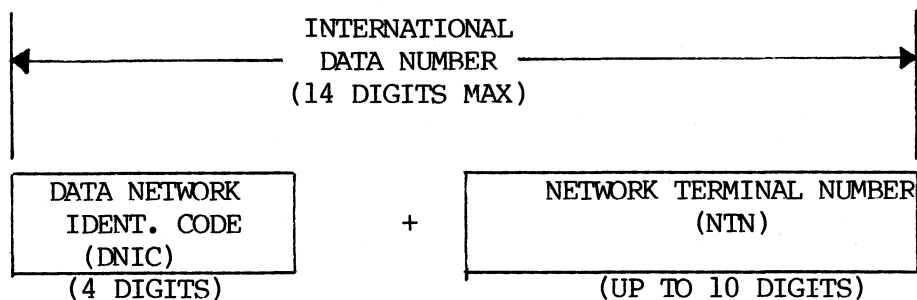 INTERNATIONAL
DATA NUMBER
(14 DIGITS MAX)
DATA NETWORK
IDENT. CODE
(DNIC)
(4 DIGITS)
+
NETWORK TERMINAL NUMBER
(NTN)
(UP TO 10 DIGITS)